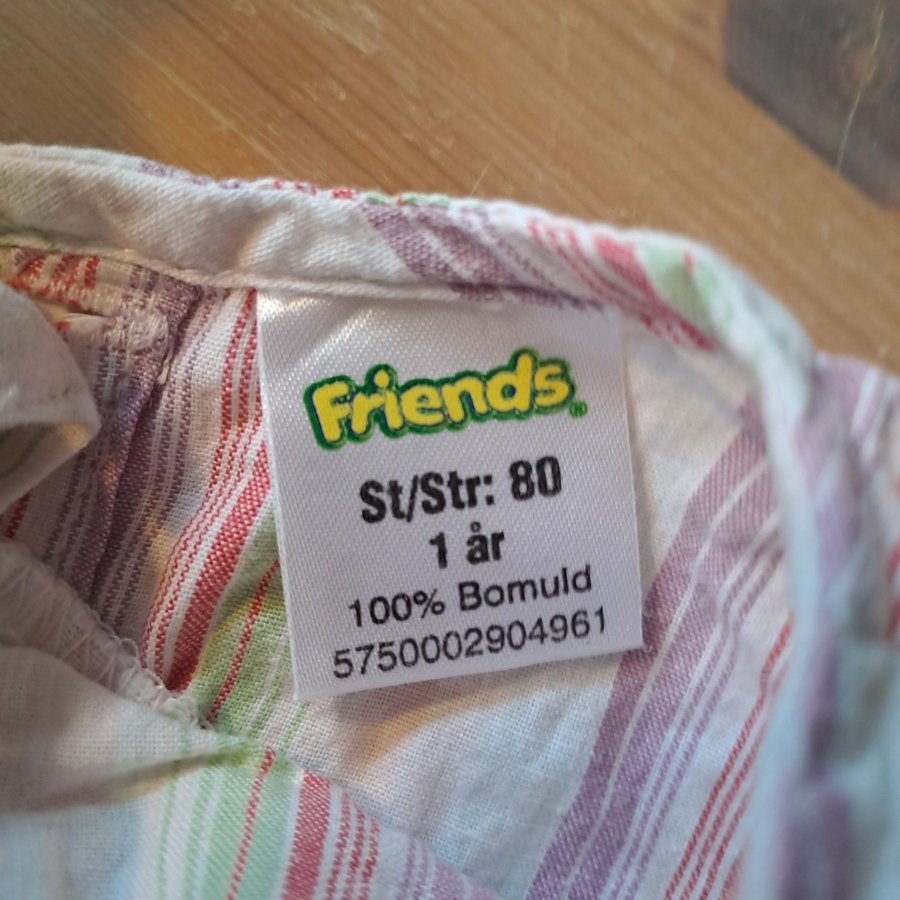 Friends®
St/Str: 80
1 år
100% Bomuld
5750002904961